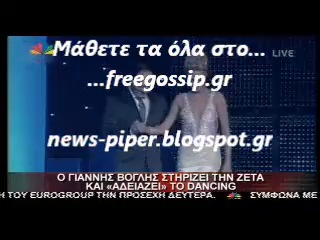 Μάθετε τα όλα στο...
LIVE
...freegossip.gr
news-piper.blogspot.gr
Ο ΓΙΑΝΝΗΣ ΒΟΓΛΗΣ ΣΤΗΡΙΖΕΙ ΤΗΝ ΖΕΤΑ
ΚΑΙ «ΑΔΕΙΑΖΕΙ» ΤΟ DANCING
Η ΤΟΥ EUROGROUP ΤΗΝ ΠΡΟΣΕΧΗ ΔΕΥΤΕΡΑ. ΣΥΜΦΩΝΑ ΜΕ